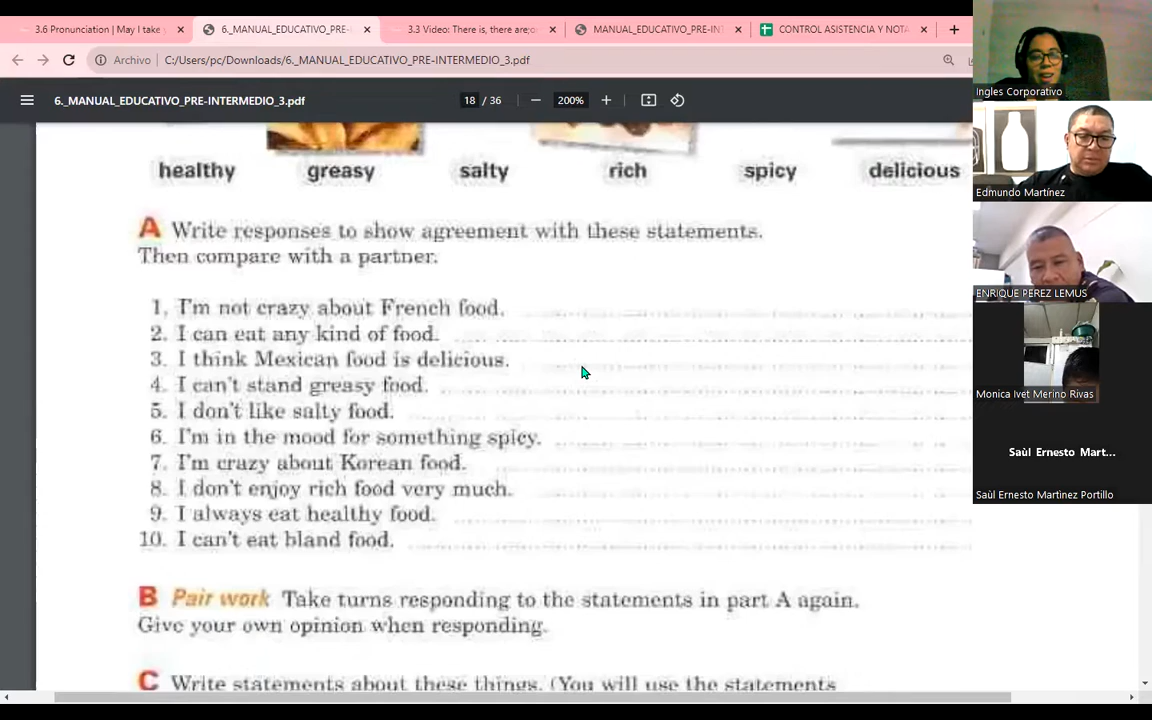 3.6 Pronunciation | May I take
6._MANUAL_EDUCATIVO_PRE-
3.3 Video: There is, there are;o
MANUAL_EDUCATIVO_PRE-INT
CONTROL ASISTENCIA Y NOTA
Archivo
C:/Users/pc/Downloads/6._MANUAL_EDUCATIVO_PRE-INTERMEDIO_3.pdf
6._MANUAL_EDUCATIVO_PRE-INTERMEDIO_3.pdf
18 / 36
200%
healthy greasy salty rich spicy delicious
A Write responses to show agreement with these statements.
Then compare with a partner.
1. I'm not crazy about French food.
2. I can eat any kind of food.
3. I think Mexican food is delicious.
4. I can't stand greasy food.
5. I don't like salty food.
6. I'm in the mood for something spicy.
7. I'm crazy about Korean food.
8. I don't enjoy rich food very much.
9. I always eat healthy food.
10. I can't eat bland food.
B Pair work Take turns responding to the statements in part A again.
Give your own opinion when responding.
C Write statements about these things. (You will use the statements
Ingles Corporativo
Edmundo Martínez
ENRIQUE PEREZ LEMUS
Monica Ivet Merino Rivas
Saùl Ernesto Mart...
Saùl Ernesto Martìnez Portillo